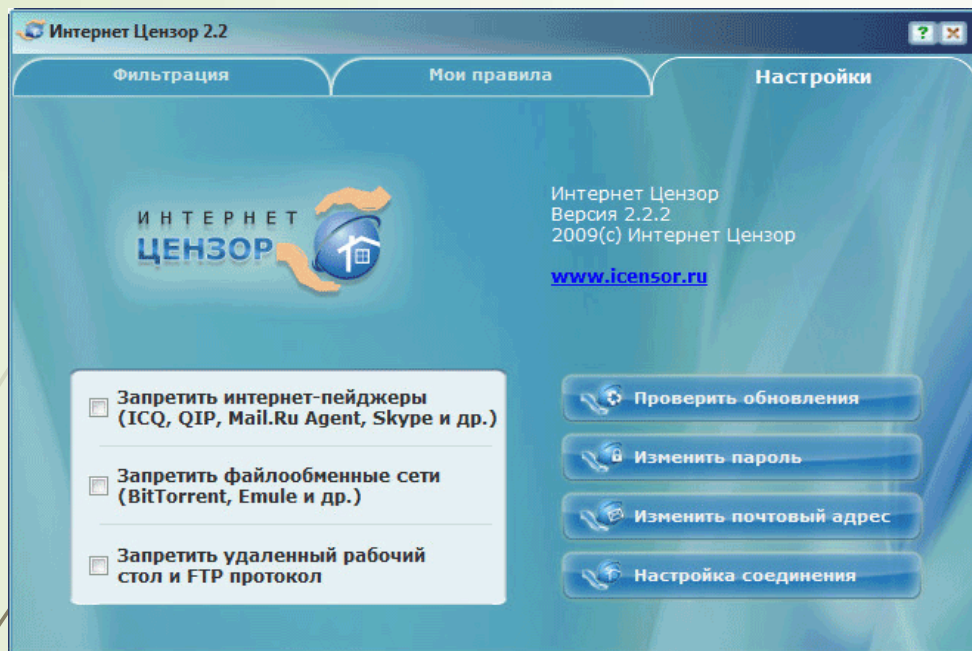 Интернет Цензор 2.2
Фильтрация
Мои правила
Настройки
ИНТЕРНЕТ
ЦЕНЗОР
Интернет Цензор
Версия 2.2.2
2009(c) Интернет Цензор
www.icensor.ru
Запретить интернет-пейджеры
(ICQ, QIP, Mail.Ru Agent, Skype и др.)
Запретить файлообменные сети
(BitTorrent, Emule и др.)
Запретить удаленный рабочий
стол и FTP протокол
Проверить обновления
Изменить пароль
Изменить почтовый адрес
Настройка соединения